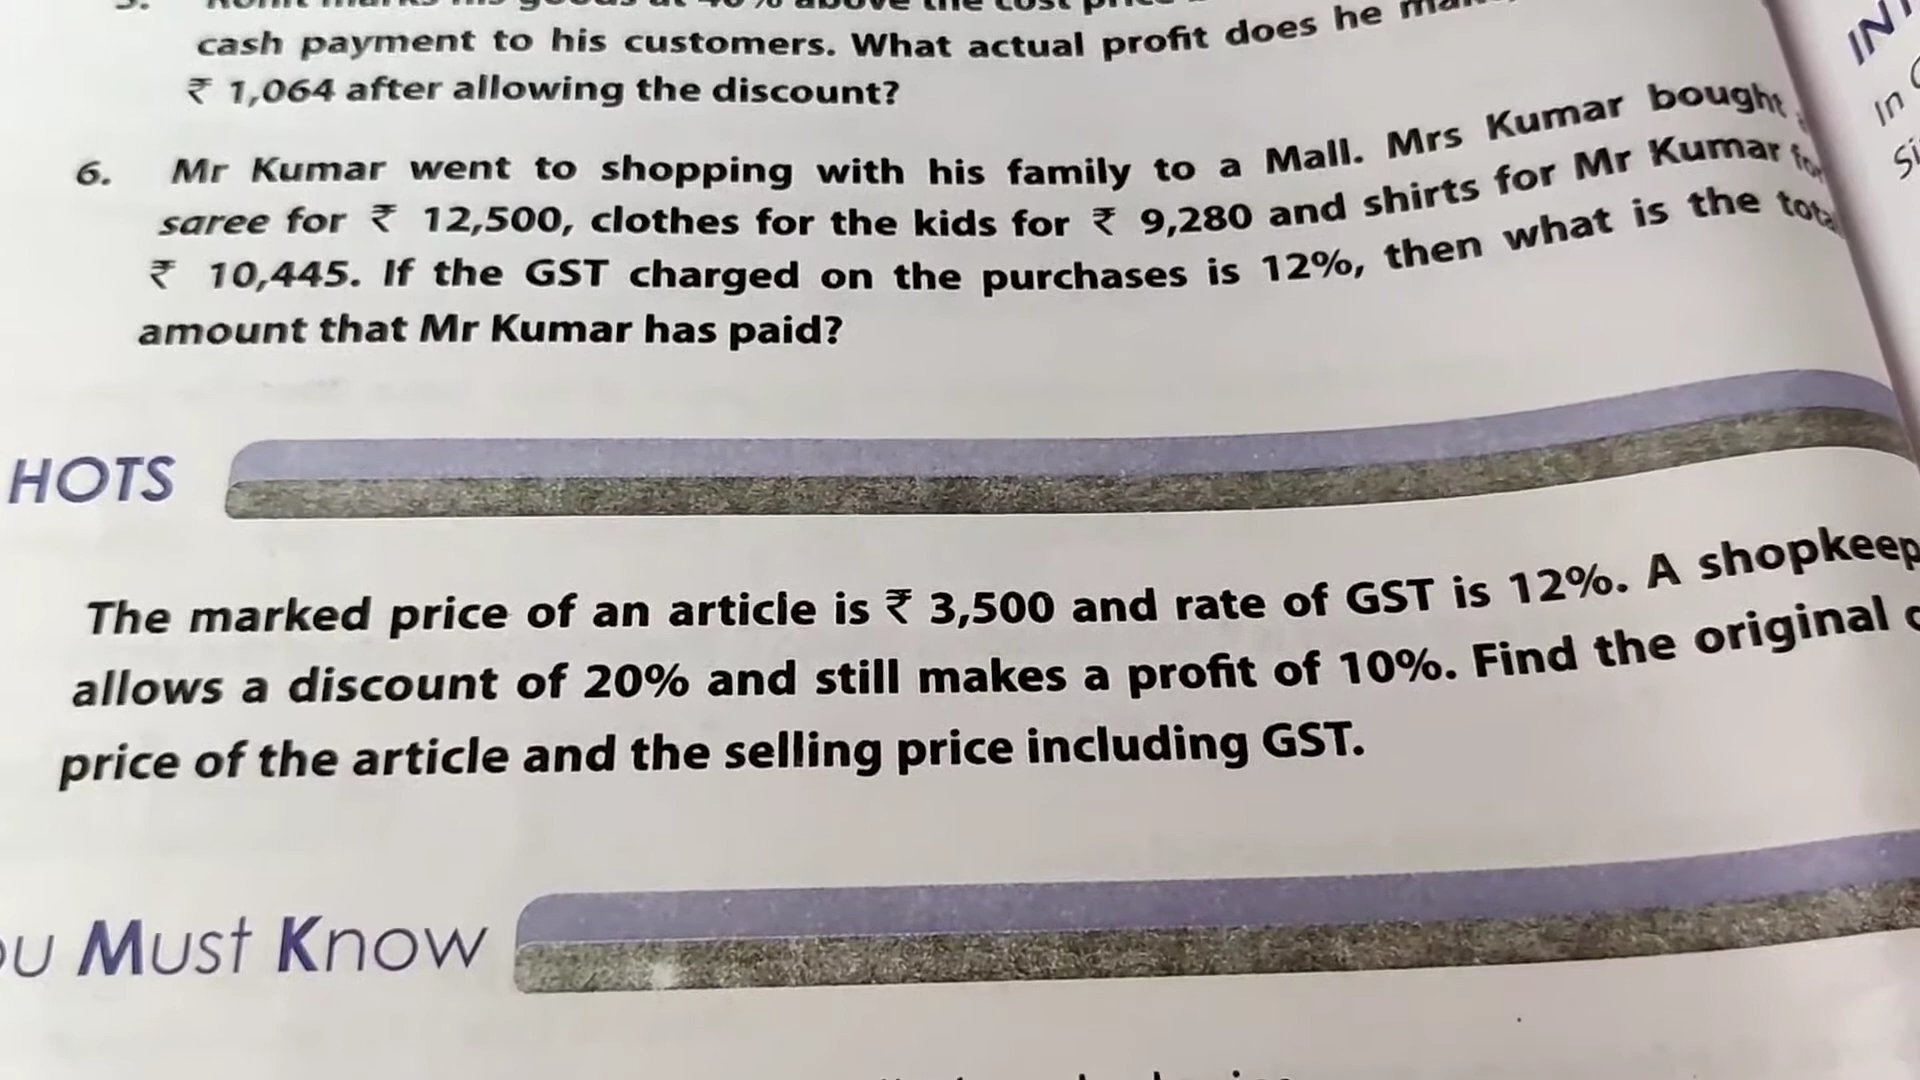 cash payment to his customers. What actual profit does he
₹ 1,064 after allowing the discount?
6. Mr Kumar went to shopping with his family to a Mall. Mrs Kumar bought
saree for ₹ 12,500, clothes for the kids for ₹ 9,280 and shirts for Mr Kumar for
₹ 10,445. If the GST charged on the purchases is 12%, then what is the total
amount that Mr Kumar has paid?
HOTS
The marked price of an article is ₹ 3,500 and rate of GST is 12%. A shopkeep
allows a discount of 20% and still makes a profit of 10%. Find the original
price of the article and the selling price including GST.
ou Must Know
In